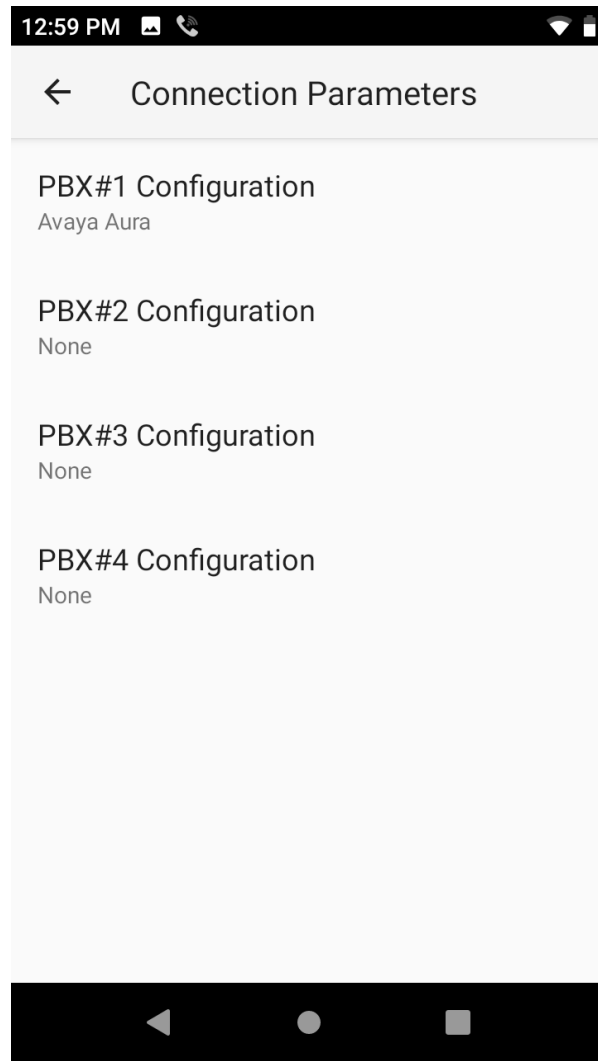 12:59 PM
Connection Parameters
PBX#1 Configuration
Avaya Aura
PBX#2 Configuration
None
PBX#3 Configuration
None
PBX#4 Configuration
None